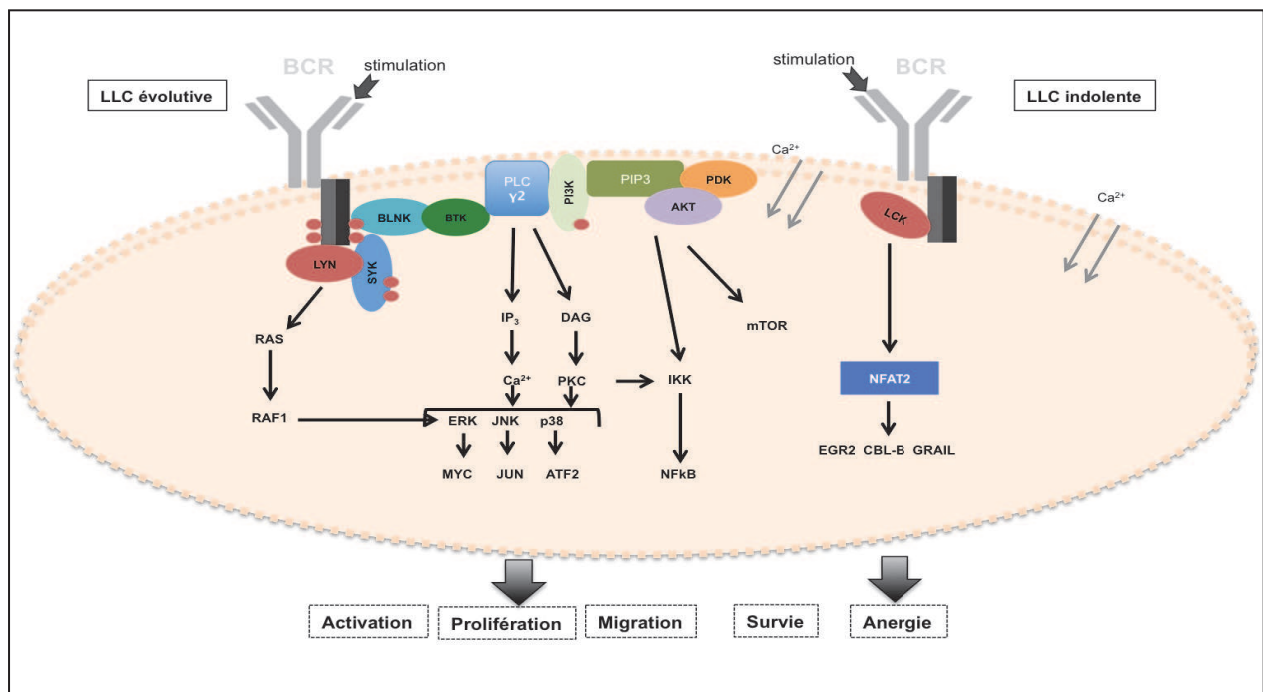 BCR
stimulation
LLC évolutive
stimulation
BCR
LLC indolente
Ca²⁺
Ca²⁺
PLC
γ2
PI3K
PIP3
PDK
AKT
BLNK
BTK
LYN
SYK
LCK
IP₃
DAG
mTOR
RAS
Ca²⁺
PKC
IKK
NFAT2
RAF1
ERK JNK p38
EGR2 CBL-B GRAIL
MYC JUN ATF2
NFkB
Activation
Prolifération
Migration
Survie
Anergie